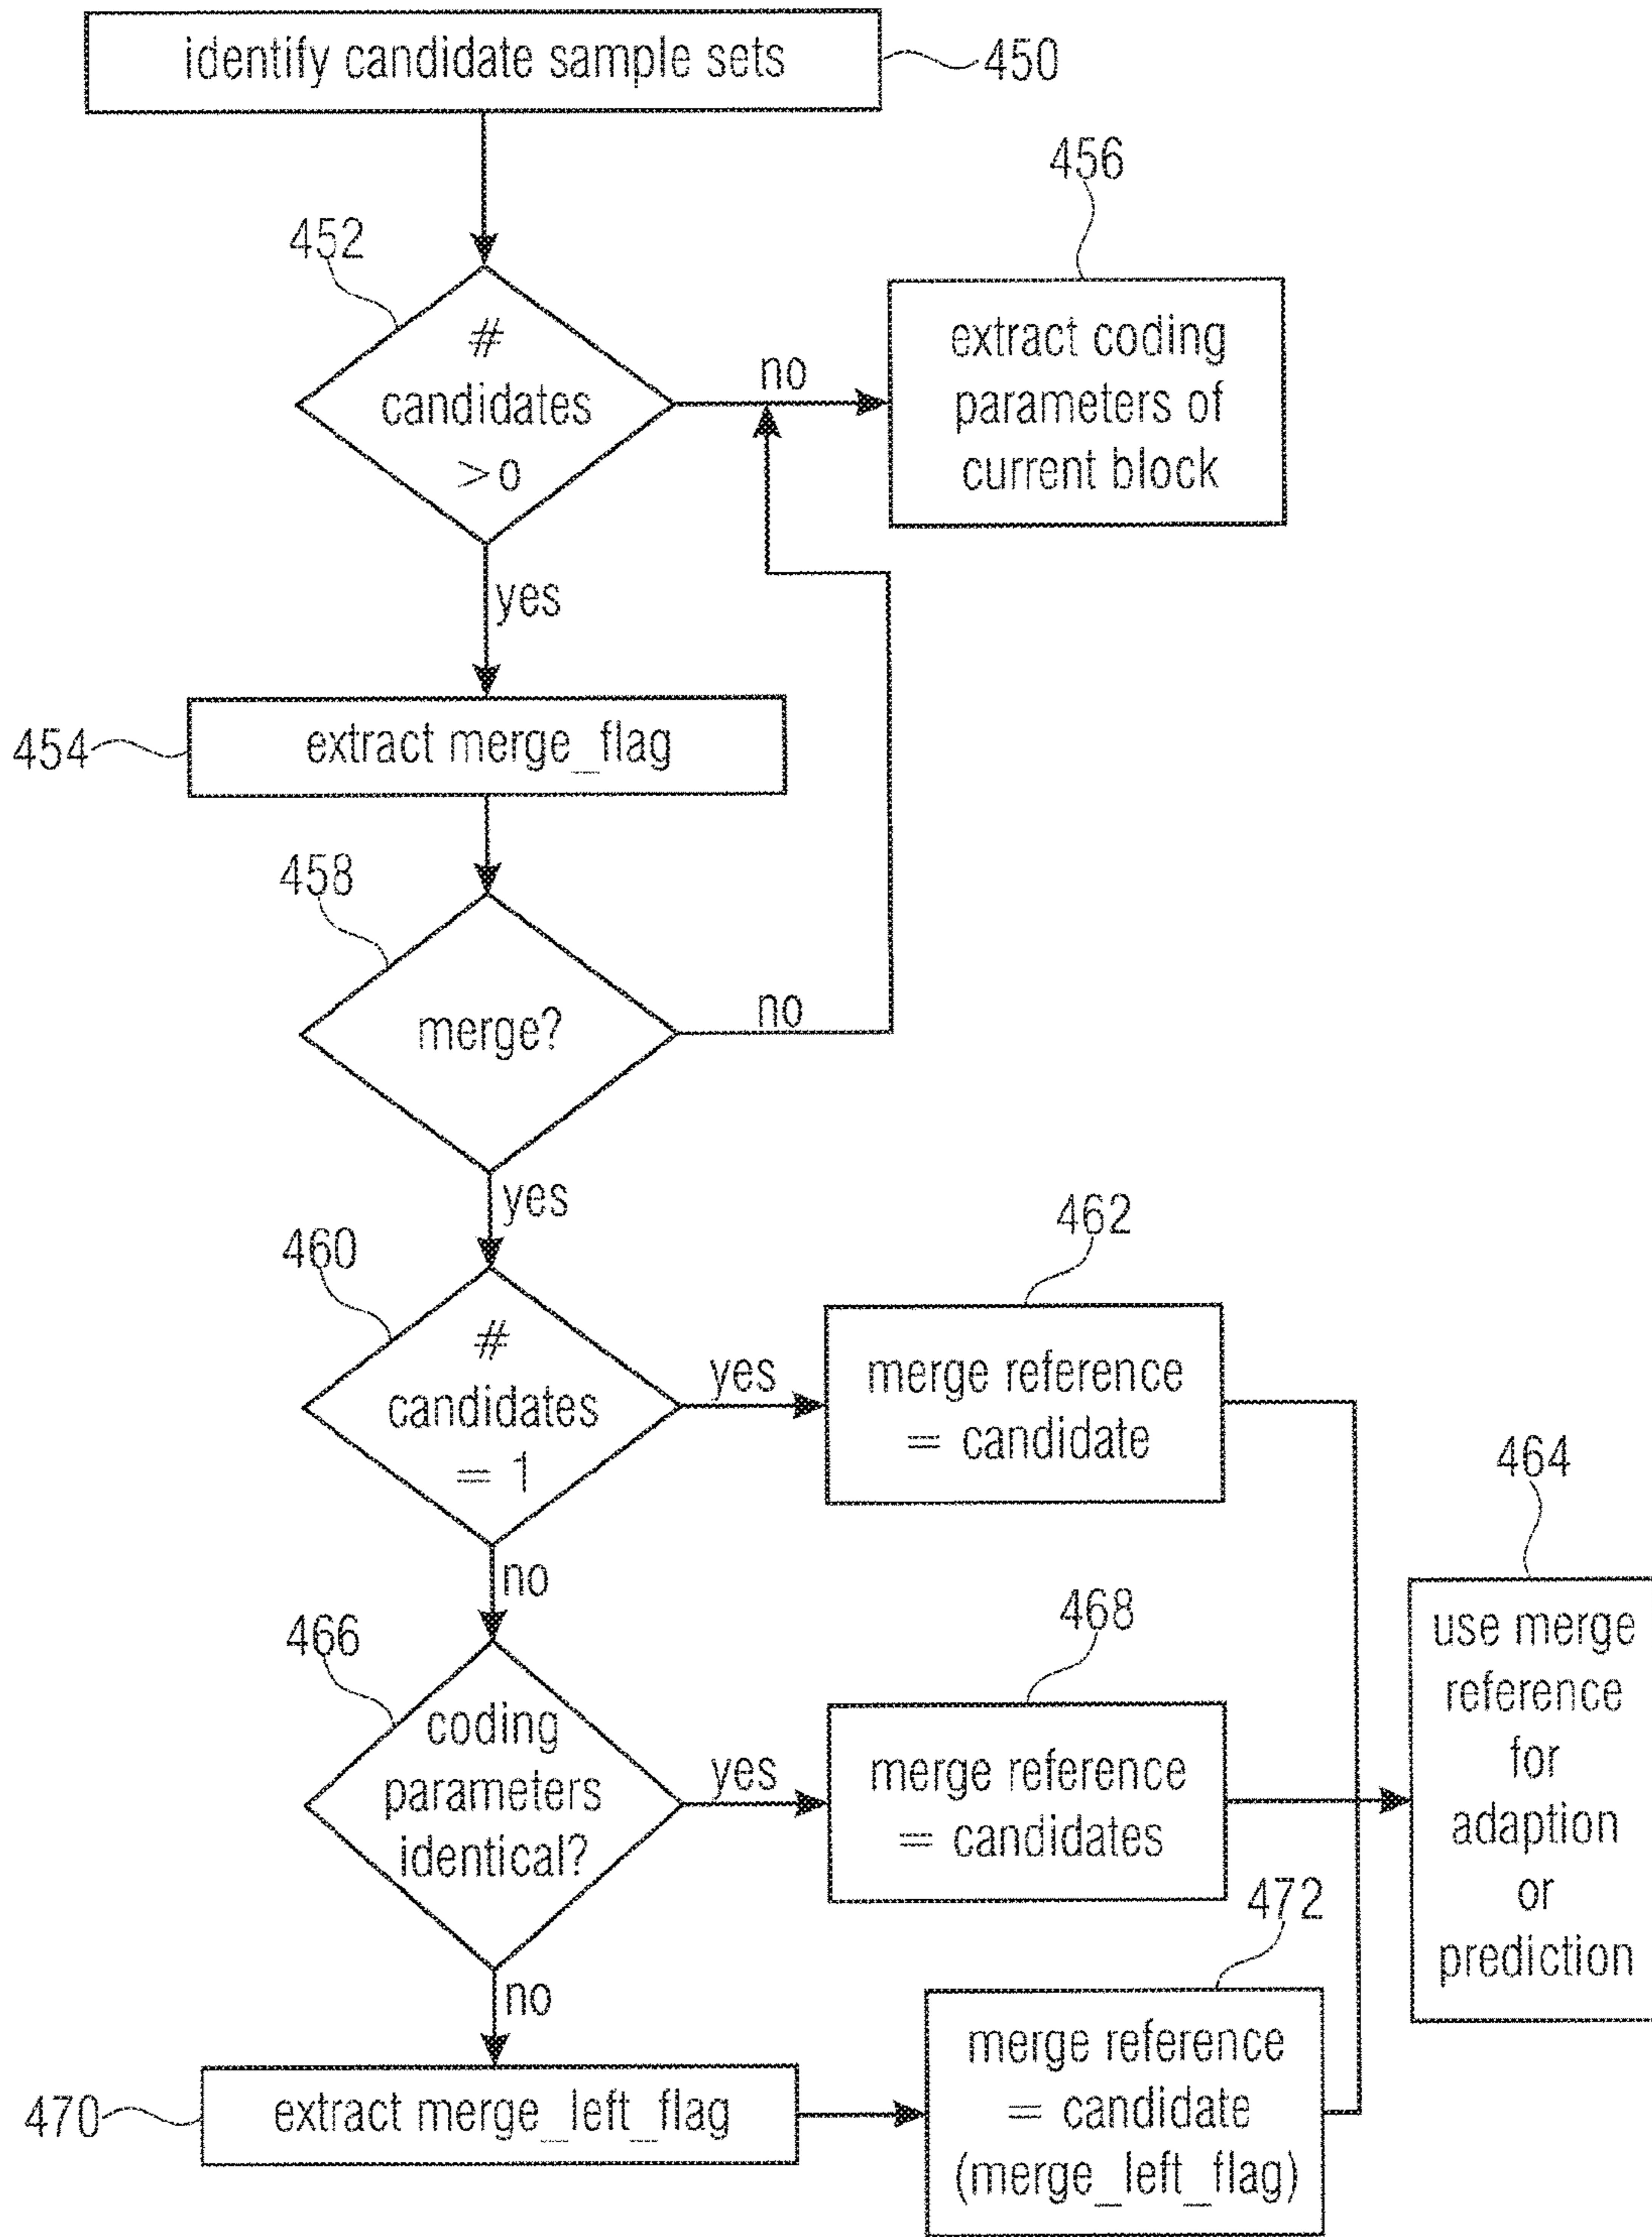 identify candidate sample sets
450
456
452
#
candidates
>o
no
extract coding
parameters of
current block
yes
454
extract merge_flag
458
merge?
no
yes
460
#
candidates
= 1
yes
462
merge reference
= candidate
464
use merge
reference
for
adaption
or
prediction
no
466
coding
parameters
identical?
yes
468
merge reference
= candidates
no
470
extract merge_left_flag
472
merge reference
= candidate
(merge_left_flag)